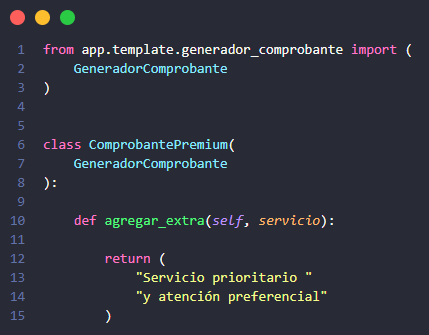 1 from app.template.generador_comprobante import (
2     GeneradorComprobante
3 )
4
5
6 class ComprobantePremium(
7     GeneradorComprobante
8 ):
9
10     def agregar_extra(self, servicio):
11
12         return (
13             "Servicio prioritario "
14             "y atención preferencial"
15         )